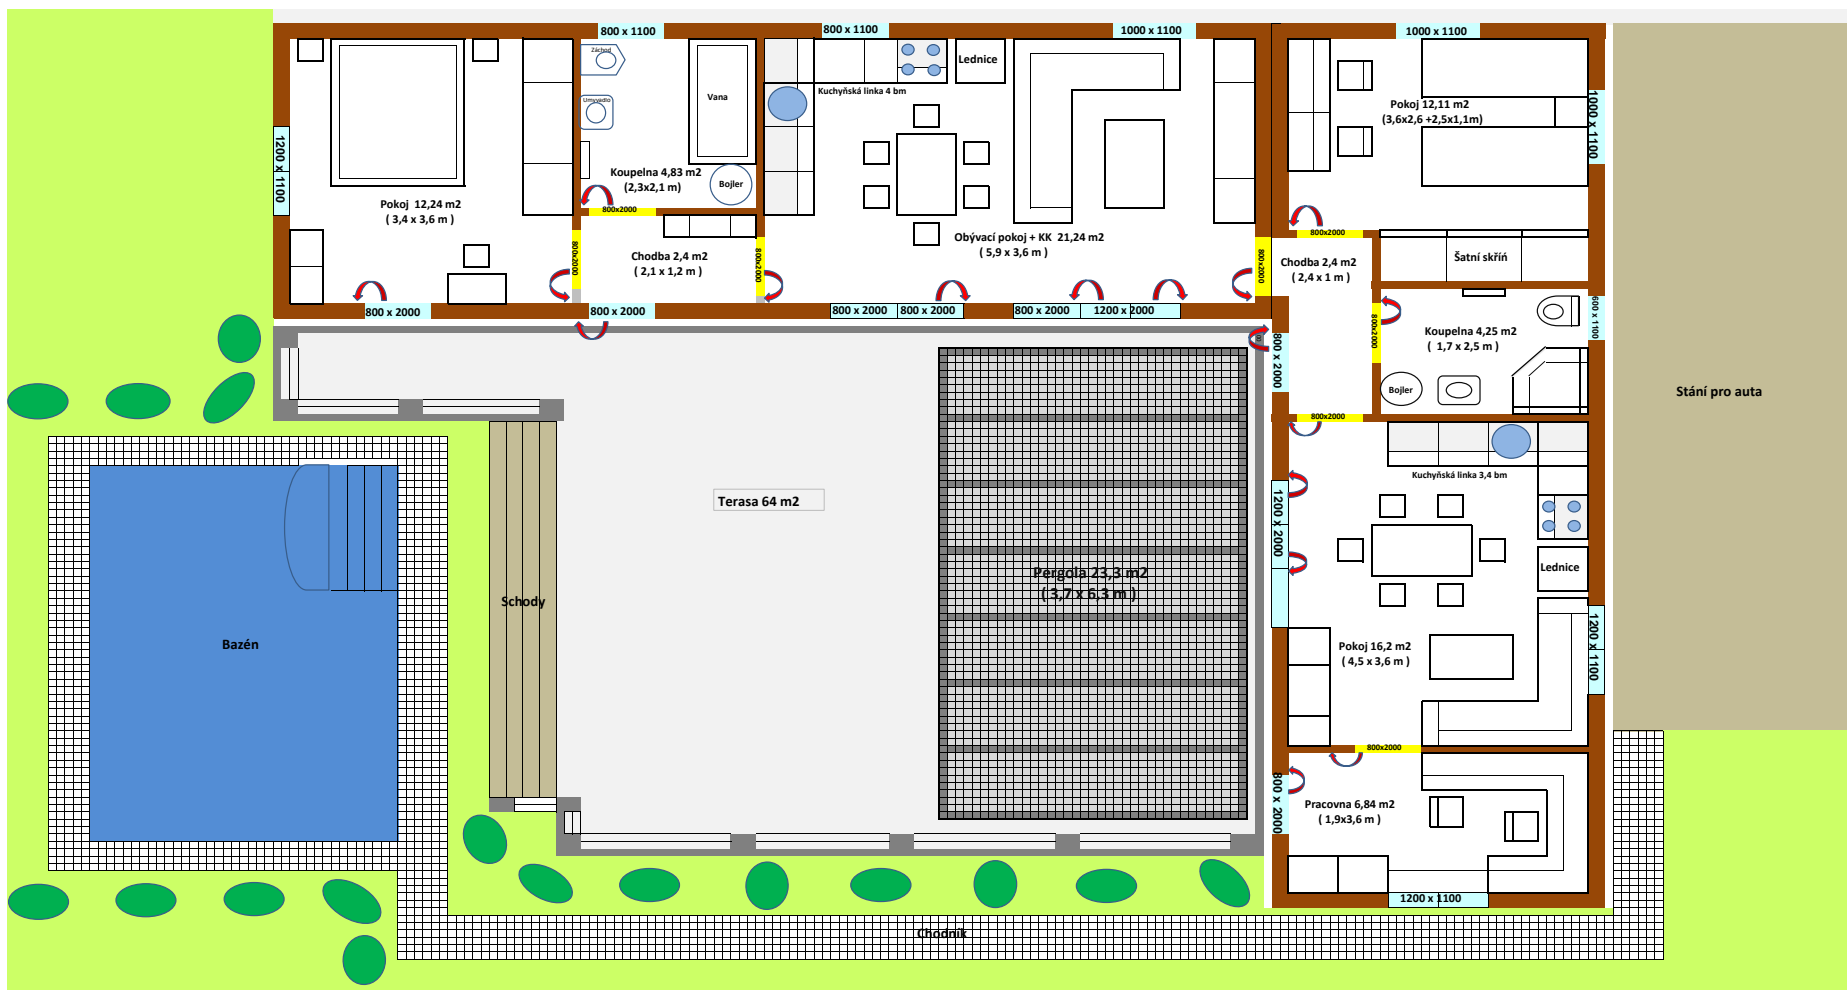 800 x 1100
800 x 1100
1000 x 1100
1000 x 1100
Záchod
Umyvadlo
Vana
Lednice
Kuchyňská linka 4 bm
Pokoj 12,11 m2
(3,6x2,6 +2,5x1,1m)
1000 x 1100
1200 x 1100
Koupelna 4,83 m2
(2,3x2,1 m)
Bojler
Pokoj 12,24 m2
( 3,4 x 3,6 m )
800x2000
800x2000
Obývací pokoj + KK 21,24 m2
( 5,9 x 3,6 m )
Chodba 2,4 m2
( 2,1 x 1,2 m )
800x2000
800x2000
800x2000
Chodba 2,4 m2
( 2,4 x 1 m )
Šatní skříň
800 x 2000
800 x 2000
800 x 2000
800 x 2000
800 x 2000
1200 x 2000
800 x 2000
800x2000
Koupelna 4,25 m2
( 1,7 x 2,5 m )
600 x 1100
Bojler
Stání pro auta
800x2000
Kuchyňská linka 3,4 bm
Terasa 64 m2
1200 x 2000
Lednice
Pergola 23,3 m2
( 3,7 x 6,3 m )
Schody
Bazén
Pokoj 16,2 m2
( 4,5 x 3,6 m )
1200 x 1100
800x2000
800 x 2000
Pracovna 6,84 m2
( 1,9x3,6 m )
1200 x 1100
Chodník